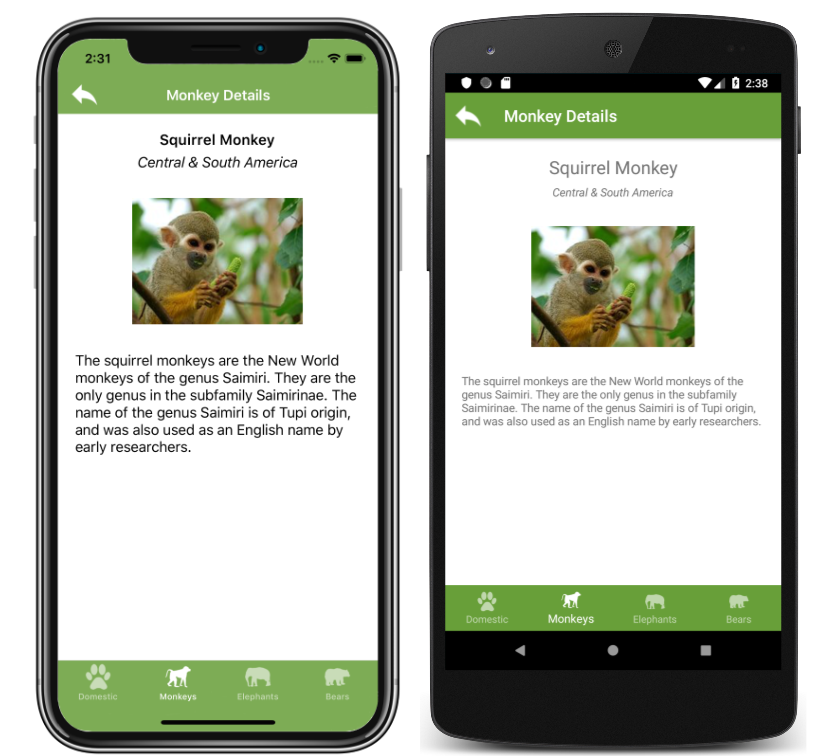 2:31
Monkey Details
Squirrel Monkey
Central & South America
The squirrel monkeys are the New World
monkeys of the genus Saimiri. They are the
only genus in the subfamily Saimirinae. The
name of the genus Saimiri is of Tupi origin,
and was also used as an English name by
early researchers.
Domestic
Monkeys
Elephants
Bears
2:38
Monkey Details
Squirrel Monkey
Central & South America
The squirrel monkeys are the New World monkeys of the
genus Saimiri. They are the only genus in the subfamily
Saimirinae. The name of the genus Saimiri is of Tupi origin,
and was also used as an English name by early researchers.
Domestic
Monkeys
Elephants
Bears